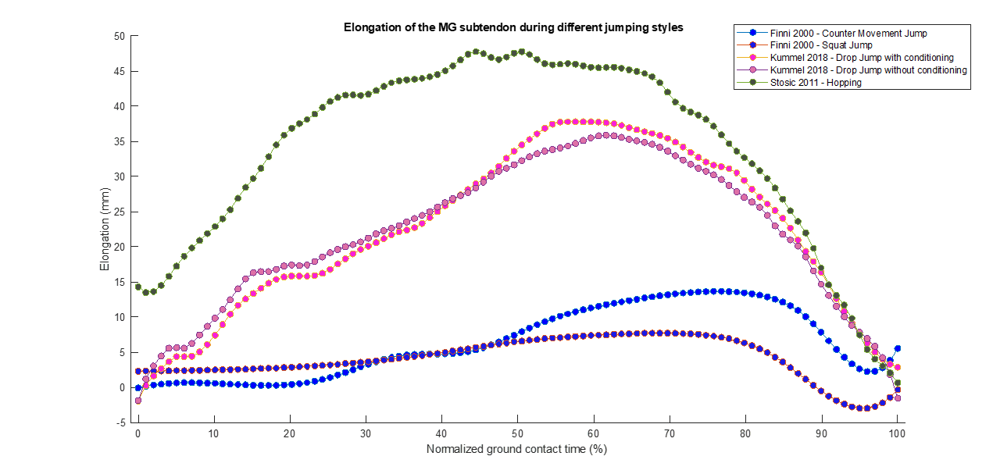 Elongation of the MG subtendon during different jumping styles
Finni 2000 - Counter Movement Jump
Finni 2000 - Squat Jump
Kummel 2018 - Drop Jump with conditioning
Kummel 2018 - Drop Jump without conditioning
Stosic 2011 - Hopping
Elongation (mm)
50
45
40
35
30
25
20
15
10
5
0
-5
0 10 20 30 40 50 60 70 80 90 100
Normalized ground contact time (%)